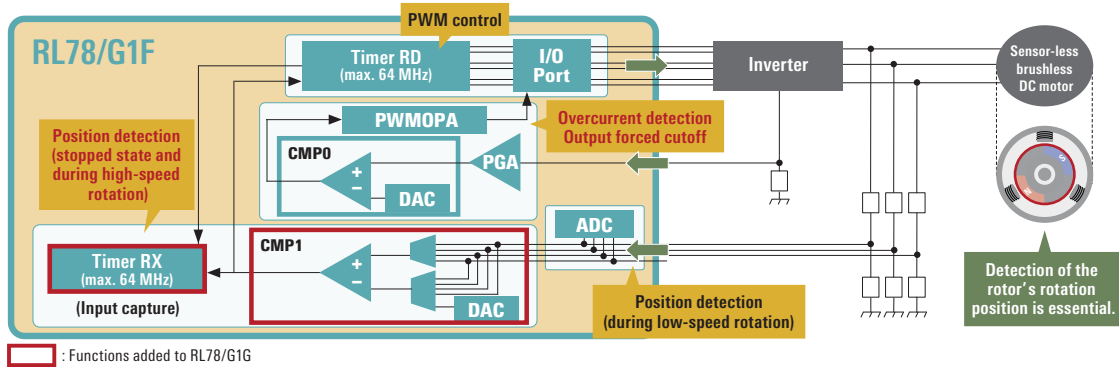 RL78/G1F
PWM control
Timer RD
(max. 64 MHz)
I/O
Port
Inverter
Sensor-less
brushless
DC motor
PWMOPA
Overcurrent detection
Output forced cutoff
Position detection
(stopped state and
during high-speed
rotation)
CMP0
+
−
DAC
PGA
S
N
CMP1
+
−
DAC
ADC
Timer RX
(max. 64 MHz)
(Input capture)
Position detection
(during low-speed rotation)
Detection of the
rotor's rotation
position is essential.
: Functions added to RL78/G1G